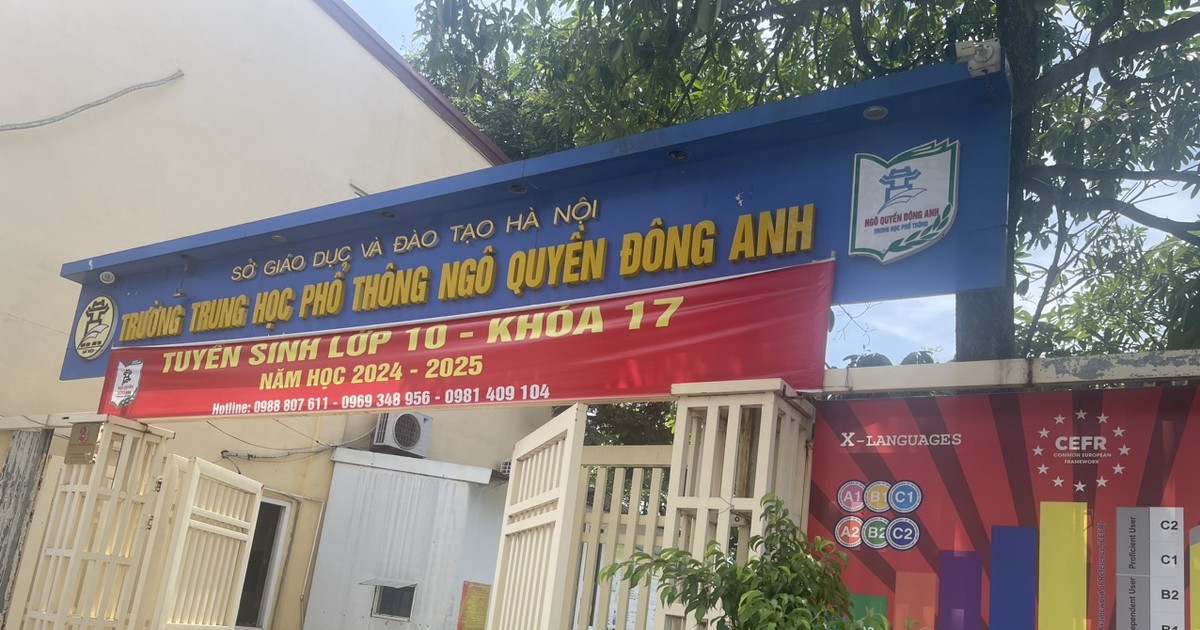 SỞ GIÁO DỤC VÀ ĐÀO TẠO HÀ NỘI
TRƯỜNG TRUNG HỌC PHỔ THÔNG NGÔ QUYỀN ĐÔNG ANH
NGÔ QUYỀN ĐÔNG ANH
TRUNG HỌC PHỔ THÔNG
TUYỂN SINH LỚP 10 - KHÓA 17
NĂM HỌC 2024 - 2025
Hotline: 0988 807 611 - 0969 348 956 - 0981 409 104
X-LANGUAGES
CEFR
COMMON EUROPEAN
FRAMEWORK
A1 B1 C1
A2 B2 C2
Proficient User
C2
C1
B2
B1